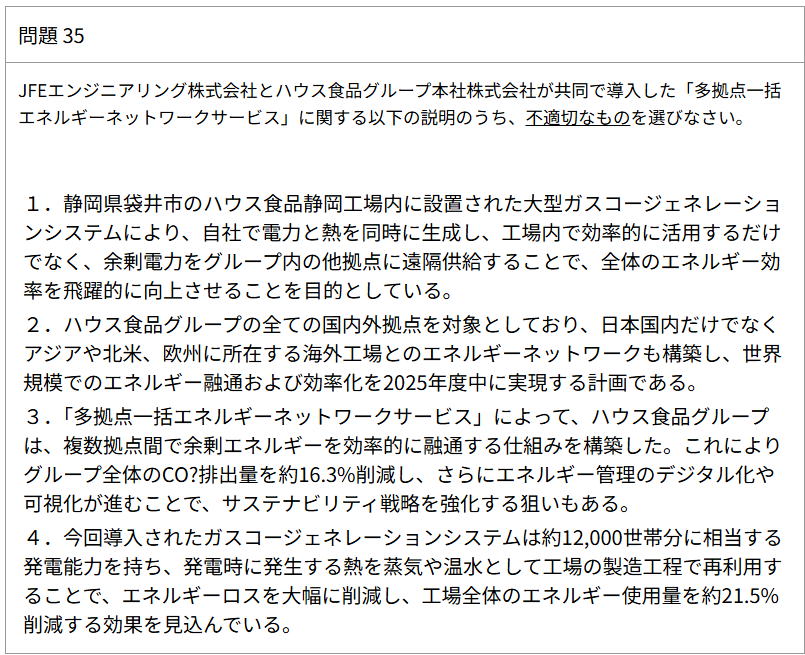 問題 35
JFEエンジニアリング株式会社とハウス食品グループ本社株式会社が共同で導入した「多拠点一括
エネルギーネットワークサービス」に関する以下の説明のうち、不適切なものを選びなさい。
１．静岡県袋井市のハウス食品静岡工場内に設置された大型ガスコージェネレーショ
ンシステムにより、自社で電力と熱を同時に生成し、工場内で効率的に活用するだけ
でなく、余剰電力をグループ内の他拠点に遠隔供給することで、全体のエネルギー効
率を飛躍的に向上させることを目的としている。
２．ハウス食品グループの全ての国内外拠点を対象としており、日本国内だけでなく
アジアや北米、欧州に所在する海外工場とのエネルギーネットワークも構築し、世界
規模でのエネルギー融通および効率化を2025年度中に実現する計画である。
３．「多拠点一括エネルギーネットワークサービス」によって、ハウス食品グループ
は、複数拠点間で余剰エネルギーを効率的に融通する仕組みを構築した。これにより
グループ全体のCO?排出量を約16.3%削減し、さらにエネルギー管理のデジタル化や
可視化が進むことで、サステナビリティ戦略を強化する狙いもある。
４．今回導入されたガスコージェネレーションシステムは約12,000世帯分に相当する
発電能力を持ち、発電時に発生する熱を蒸気や温水として工場の製造工程で再利用す
ることで、エネルギーロスを大幅に削減し、工場全体のエネルギー使用量を約21.5%
削減する効果を見込んでいる。